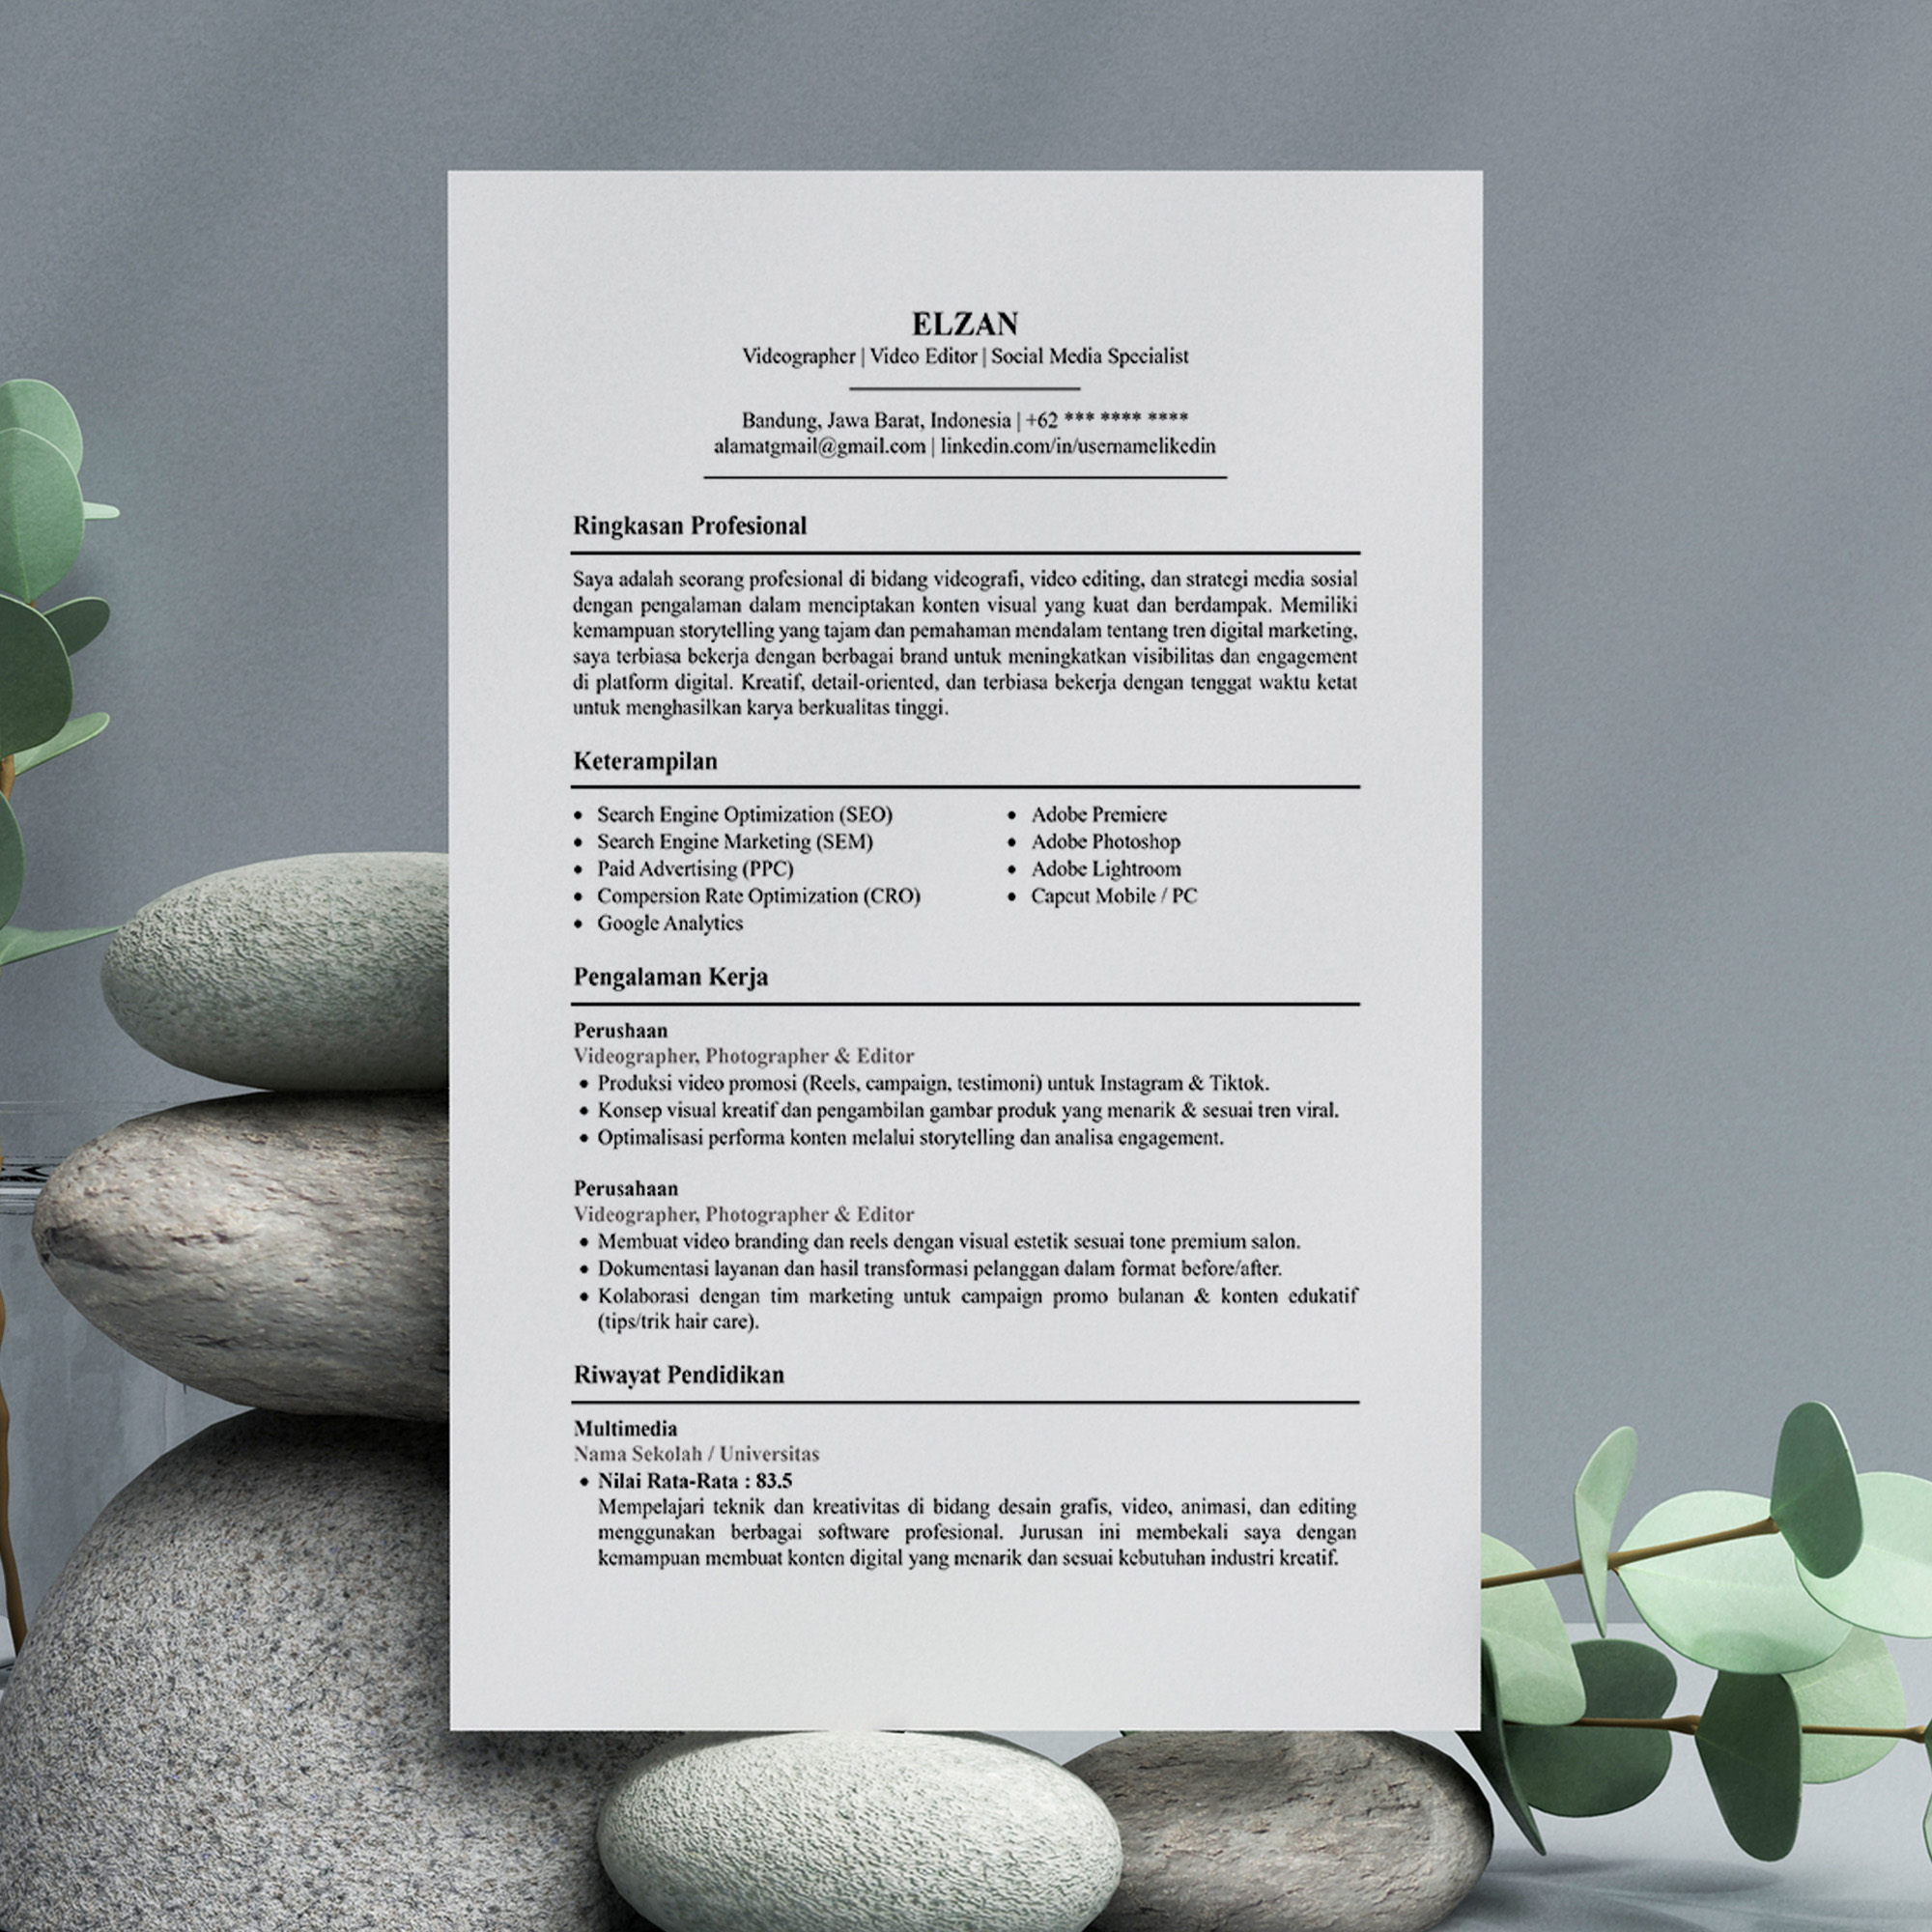 ELZAN
Videographer | Video Editor | Social Media Specialist
Bandung, Jawa Barat, Indonesia | +62 *** **** ****
alamatgmail@gmail.com | linkedin.com/in/usernamelikedin
Ringkasan Profesional
Saya adalah seorang profesional di bidang videografi, video editing, dan strategi media sosial
dengan pengalaman dalam menciptakan konten visual yang kuat dan berdampak. Memiliki
kemampuan storytelling yang tajam dan pemahaman mendalam tentang tren digital marketing,
saya terbiasa bekerja dengan berbagai brand untuk meningkatkan visibilitas dan engagement
di platform digital. Kreatif, detail-oriented, dan terbiasa bekerja dengan tenggat waktu ketat
untuk menghasilkan karya berkualitas tinggi.
Keterampilan
• Search Engine Optimization (SEO)
• Search Engine Marketing (SEM)
• Paid Advertising (PPC)
• Compersion Rate Optimization (CRO)
• Google Analytics
• Adobe Premiere
• Adobe Photoshop
• Adobe Lightroom
• Capcut Mobile / PC
Pengalaman Kerja
Perushaan
Videographer, Photographer & Editor
• Produksi video promosi (Reels, campaign, testimoni) untuk Instagram & Tiktok.
• Konsep visual kreatif dan pengambilan gambar produk yang menarik & sesuai tren viral.
• Optimalisasi performa konten melalui storytelling dan analisa engagement.
Perusahaan
Videographer, Photographer & Editor
• Membuat video branding dan reels dengan visual estetik sesuai tone premium salon.
• Dokumentasi layanan dan hasil transformasi pelanggan dalam format before/after.
• Kolaborasi dengan tim marketing untuk campaign promo bulanan & konten edukatif
(tips/trik hair care).
Riwayat Pendidikan
Multimedia
Nama Sekolah / Universitas
• Nilai Rata-Rata : 83.5
Mempelajari teknik dan kreativitas di bidang desain grafis, video, animasi, dan editing
menggunakan berbagai software profesional. Jurusan ini membekali saya dengan
kemampuan membuat konten digital yang menarik dan sesuai kebutuhan industri kreatif.